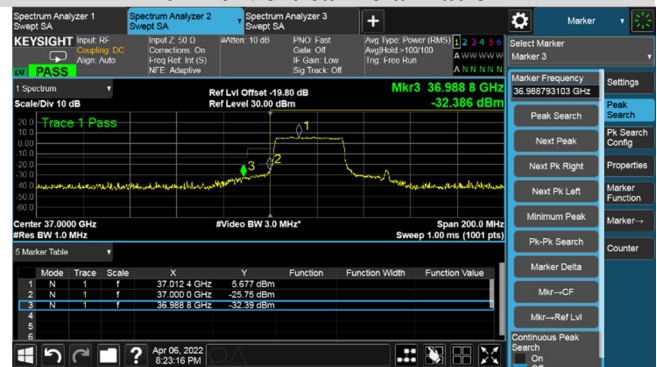 Spectrum Analyzer 1
Swept SA
Spectrum Analyzer 2
Swept SA
Spectrum Analyzer 3
Swept SA
Marker
KEYSIGHT
Input: RF
Coupling: DC
Align: Auto
Input Z: 50 Ω
Corrections: On
Freq Ref: Int (S)
NFE: Adaptive
#Atten: 10 dB
PNO: Fast
Gate: Off
IF Gain: Low
Sig Track: Off
Avg Type: Power (RMS)
Avg|Hold:>100/100
Trig: Free Run
1 2 3 4 5 6
A W W W W W
A N N N N N
LXI
PASS
Select Marker
Marker 3
1 Spectrum
Scale/Div 10 dB
Ref Lvl Offset -19.80 dB
Ref Level 30.00 dBm
Mkr3 36.988 8 GHz
-32.386 dBm
Trace 1 Pass
20.0
10.0
0.00
-10.0
-20.0
-30.0
-40.0
-50.0
-60.0
1
2
3
Center 37.0000 GHz
#Res BW 1.0 MHz
#Video BW 3.0 MHz*
Span 200.0 MHz
Sweep 1.00 ms (1001 pts)
5 Marker Table
Mode Trace Scale X Y Function Function Width Function Value
1 N 1 f 37.012 4 GHz 5.677 dBm
2 N 1 f 37.000 0 GHz -25.75 dBm
3 N 1 f 36.988 8 GHz -32.39 dBm
4
5
6
Marker Frequency
36.988793103 GHz
Peak Search
Next Peak
Next Pk Right
Next Pk Left
Minimum Peak
Pk-Pk Search
Marker Delta
Mkr→CF
Mkr→Ref Lvl
Continuous Peak
Search
On
Off
Settings
Peak
Search
Pk Search
Config
Properties
Marker
Function
Marker→
Counter
Apr 06, 2022
8:23:16 PM